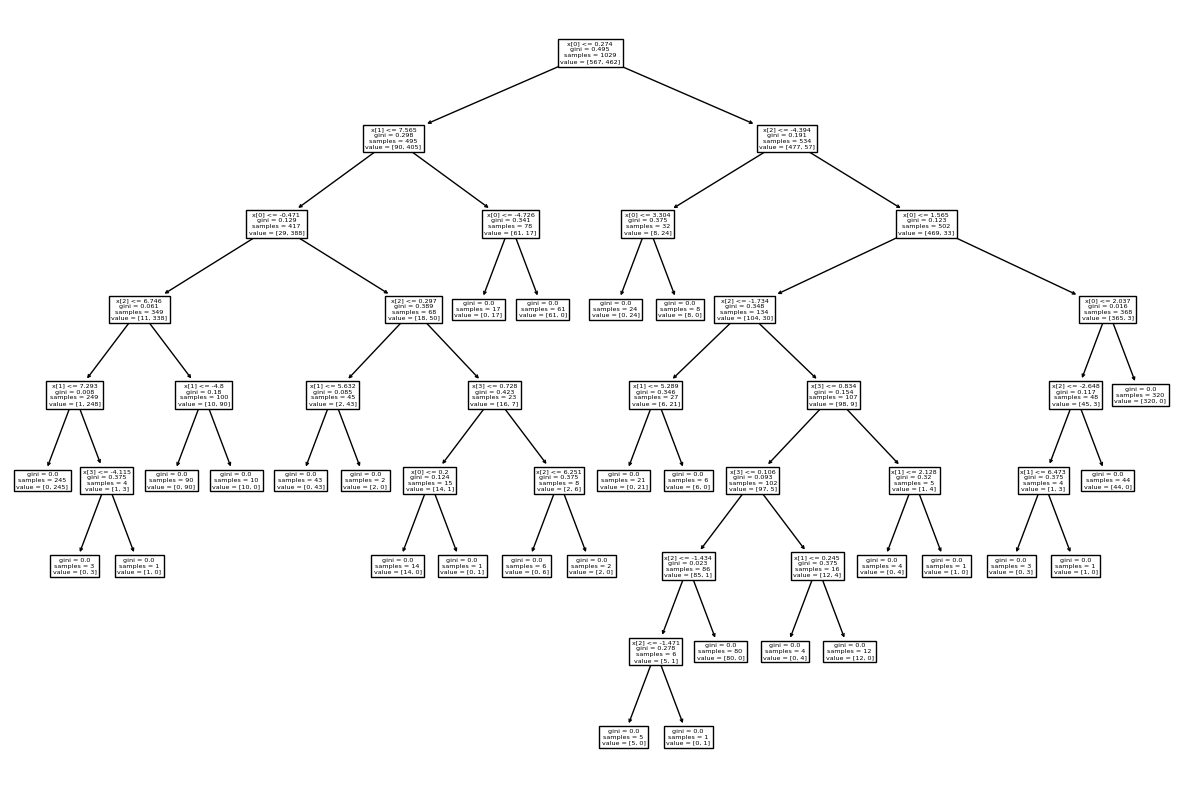 x[0] <= 0.274
gini = 0.495
samples = 1029
value = [567, 462]
x[1] <= 7.565
gini = 0.298
samples = 495
value = [90, 405]
x[2] <= -4.394
gini = 0.191
samples = 534
value = [477, 57]
x[0] <= -0.471
gini = 0.129
samples = 417
value = [29, 388]
x[0] <= -4.726
gini = 0.341
samples = 78
value = [61, 17]
x[0] <= 3.304
gini = 0.375
samples = 32
value = [8, 24]
x[0] <= 1.565
gini = 0.123
samples = 502
value = [469, 33]
x[2] <= 6.746
gini = 0.061
samples = 349
value = [11, 338]
x[2] <= 0.297
gini = 0.389
samples = 68
value = [18, 50]
gini = 0.0
samples = 17
value = [0, 17]
gini = 0.0
samples = 61
value = [61, 0]
gini = 0.0
samples = 24
value = [0, 24]
gini = 0.0
samples = 8
value = [8, 0]
x[2] <= -1.734
gini = 0.348
samples = 134
value = [104, 30]
x[0] <= 2.037
gini = 0.016
samples = 368
value = [365, 3]
x[1] <= 7.293
gini = 0.008
samples = 249
value = [1, 248]
x[1] <= -4.8
gini = 0.18
samples = 100
value = [10, 90]
x[1] <= 5.632
gini = 0.085
samples = 45
value = [2, 43]
x[3] <= 0.728
gini = 0.423
samples = 23
value = [16, 7]
x[1] <= 5.289
gini = 0.346
samples = 27
value = [6, 21]
x[3] <= 0.834
gini = 0.154
samples = 107
value = [98, 9]
x[2] <= -2.648
gini = 0.117
samples = 48
value = [45, 3]
gini = 0.0
samples = 320
value = [320, 0]
gini = 0.0
samples = 245
value = [0, 245]
x[3] <= -4.115
gini = 0.375
samples = 4
value = [1, 3]
gini = 0.0
samples = 90
value = [0, 90]
gini = 0.0
samples = 10
value = [10, 0]
gini = 0.0
samples = 43
value = [0, 43]
gini = 0.0
samples = 2
value = [2, 0]
x[0] <= 0.2
gini = 0.124
samples = 15
value = [14, 1]
x[2] <= 6.251
gini = 0.375
samples = 8
value = [2, 6]
gini = 0.0
samples = 21
value = [0, 21]
gini = 0.0
samples = 6
value = [6, 0]
x[3] <= 0.106
gini = 0.093
samples = 102
value = [97, 5]
x[1] <= 2.128
gini = 0.32
samples = 5
value = [1, 4]
x[1] <= 6.473
gini = 0.375
samples = 4
value = [1, 3]
gini = 0.0
samples = 44
value = [44, 0]
gini = 0.0
samples = 3
value = [0, 3]
gini = 0.0
samples = 1
value = [1, 0]
gini = 0.0
samples = 14
value = [14, 0]
gini = 0.0
samples = 1
value = [0, 1]
gini = 0.0
samples = 6
value = [0, 6]
gini = 0.0
samples = 2
value = [2, 0]
x[2] <= -1.434
gini = 0.023
samples = 86
value = [85, 1]
x[1] <= 0.245
gini = 0.375
samples = 16
value = [12, 4]
gini = 0.0
samples = 4
value = [0, 4]
gini = 0.0
samples = 1
value = [1, 0]
gini = 0.0
samples = 3
value = [0, 3]
gini = 0.0
samples = 1
value = [1, 0]
x[2] <= -1.471
gini = 0.278
samples = 6
value = [5, 1]
gini = 0.0
samples = 80
value = [80, 0]
gini = 0.0
samples = 4
value = [0, 4]
gini = 0.0
samples = 12
value = [12, 0]
gini = 0.0
samples = 5
value = [5, 0]
gini = 0.0
samples = 1
value = [0, 1]